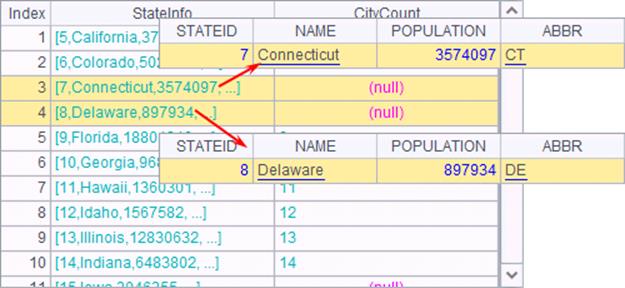 Index StateInfo CityCount
STATEID NAME POPULATION ABBR
1 [5,California,37
7 Connecticut 3574097 CT
2 [6,Colorado,502
3 [7,Connecticut,3574097, ...] (null)
4 [8,Delaware,897934, ...] (null)
5 [9,Florida,
STATEID NAME POPULATION ABBR
6 [10,Georgia,968
8 Delaware 897934 DE
7 [11,Hawaii,1360301, ...] 11
8 [12,Idaho,1567582, ...] 12
9 [13,Illinois,12830632, ...] 13
10 [14,Indiana,6483802, ...] 14
11 [15,Iowa,3046355, ...] (null)